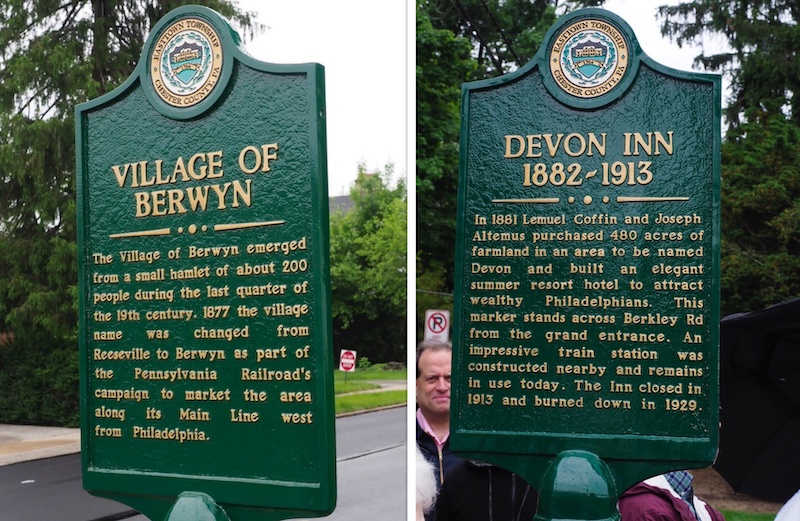 EASTTOWN TOWNSHIP
CHESTER COUNTY, PA
VILLAGE OF
BERWYN
The Village of Berwyn emerged
from a small hamlet of about 200
people during the last quarter of
the 19th century. 1877 the village
name was changed from
Reeseville to Berwyn as part of
the Pennsylvania Railroad's
campaign to market the area
along its Main Line west
from Philadelphia.
EASTTOWN TOWNSHIP
CHESTER COUNTY, PA
DEVON INN
1882-1913
In 1881 Lemuel Coffin and Joseph
Altemus purchased 480 acres of
farmland in an area to be named
Devon and built an elegant
summer resort hotel to attract
wealthy Philadelphians. This
marker stands across Berkley Rd
from the grand entrance. An
impressive train station was
constructed nearby and remains
in use today. The Inn closed in
1913 and burned down in 1929.
P